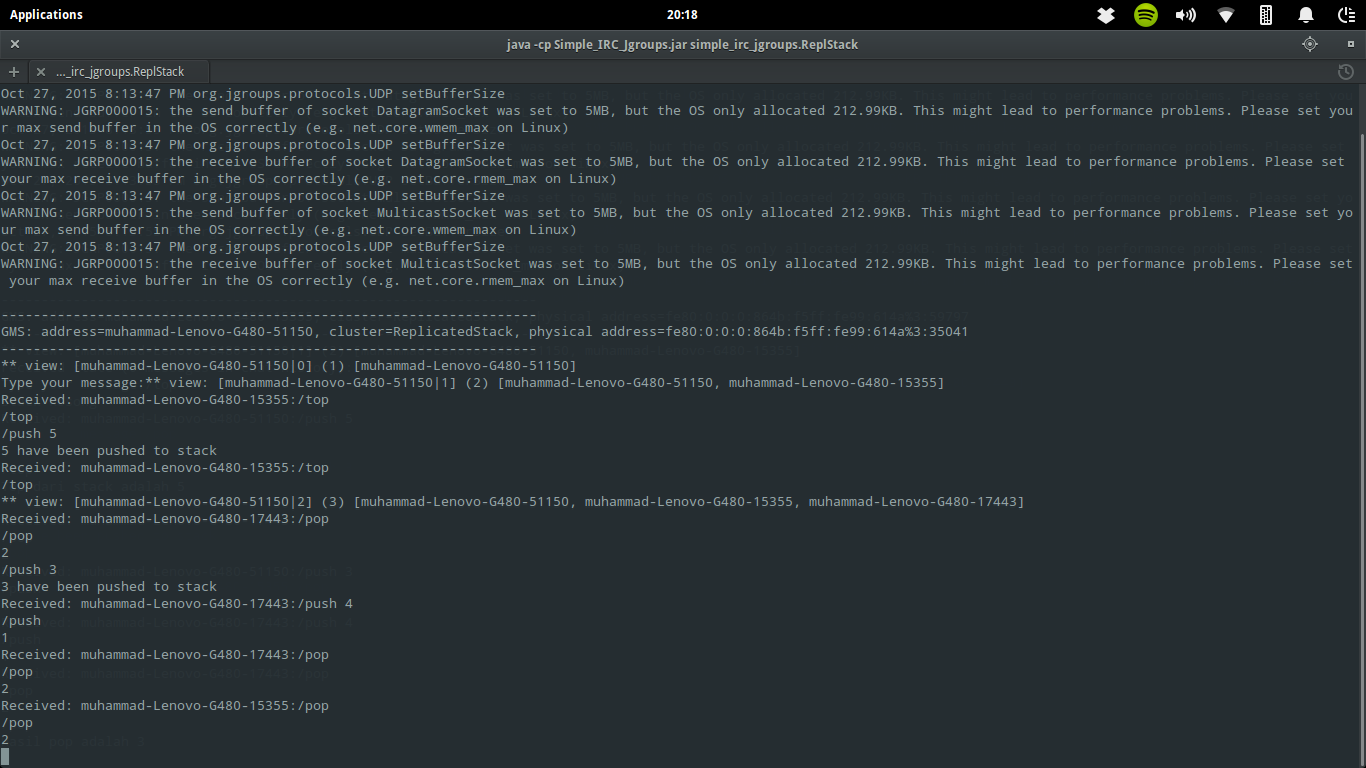 Applications
20:18
java -cp Simple_IRC_Jgroups.jar simple_irc_jgroups.ReplStack
..._irc_jgroups.ReplStack
Oct 27, 2015 8:13:47 PM org.jgroups.protocols.UDP setBufferSize
WARNING: JGRP000015: the send buffer of socket DatagramSocket was set to 5MB, but the OS only allocated 212.99KB. This might lead to performance problems. Please set you
r max send buffer in the OS correctly (e.g. net.core.wmem_max on Linux)
Oct 27, 2015 8:13:47 PM org.jgroups.protocols.UDP setBufferSize
WARNING: JGRP000015: the receive buffer of socket DatagramSocket was set to 5MB, but the OS only allocated 212.99KB. This might lead to performance problems. Please set
your max receive buffer in the OS correctly (e.g. net.core.rmem_max on Linux)
Oct 27, 2015 8:13:47 PM org.jgroups.protocols.UDP setBufferSize
WARNING: JGRP000015: the send buffer of socket MulticastSocket was set to 5MB, but the OS only allocated 212.99KB. This might lead to performance problems. Please set yo
ur max send buffer in the OS correctly (e.g. net.core.wmem_max on Linux)
Oct 27, 2015 8:13:47 PM org.jgroups.protocols.UDP setBufferSize
WARNING: JGRP000015: the receive buffer of socket MulticastSocket was set to 5MB, but the OS only allocated 212.99KB. This might lead to performance problems. Please set
 your max receive buffer in the OS correctly (e.g. net.core.rmem_max on Linux)
-------------------------------------------------------------------
GMS: address=muhammad-Lenovo-G480-51150, cluster=ReplicatedStack, physical address=fe80:0:0:0:864b:f5ff:fe99:614a%3:35041
-------------------------------------------------------------------
** view: [muhammad-Lenovo-G480-51150|0] (1) [muhammad-Lenovo-G480-51150]
Type your message:** view: [muhammad-Lenovo-G480-51150|1] (2) [muhammad-Lenovo-G480-51150, muhammad-Lenovo-G480-15355]
Received: muhammad-Lenovo-G480-15355:/top
/top
/push 5
5 have been pushed to stack
Received: muhammad-Lenovo-G480-15355:/top
/top
** view: [muhammad-Lenovo-G480-51150|2] (3) [muhammad-Lenovo-G480-51150, muhammad-Lenovo-G480-15355, muhammad-Lenovo-G480-17443]
Received: muhammad-Lenovo-G480-17443:/pop
/pop
2
/push 3
3 have been pushed to stack
Received: muhammad-Lenovo-G480-17443:/push 4
/push
1
Received: muhammad-Lenovo-G480-17443:/pop
/pop
2
Received: muhammad-Lenovo-G480-15355:/pop
/pop
2